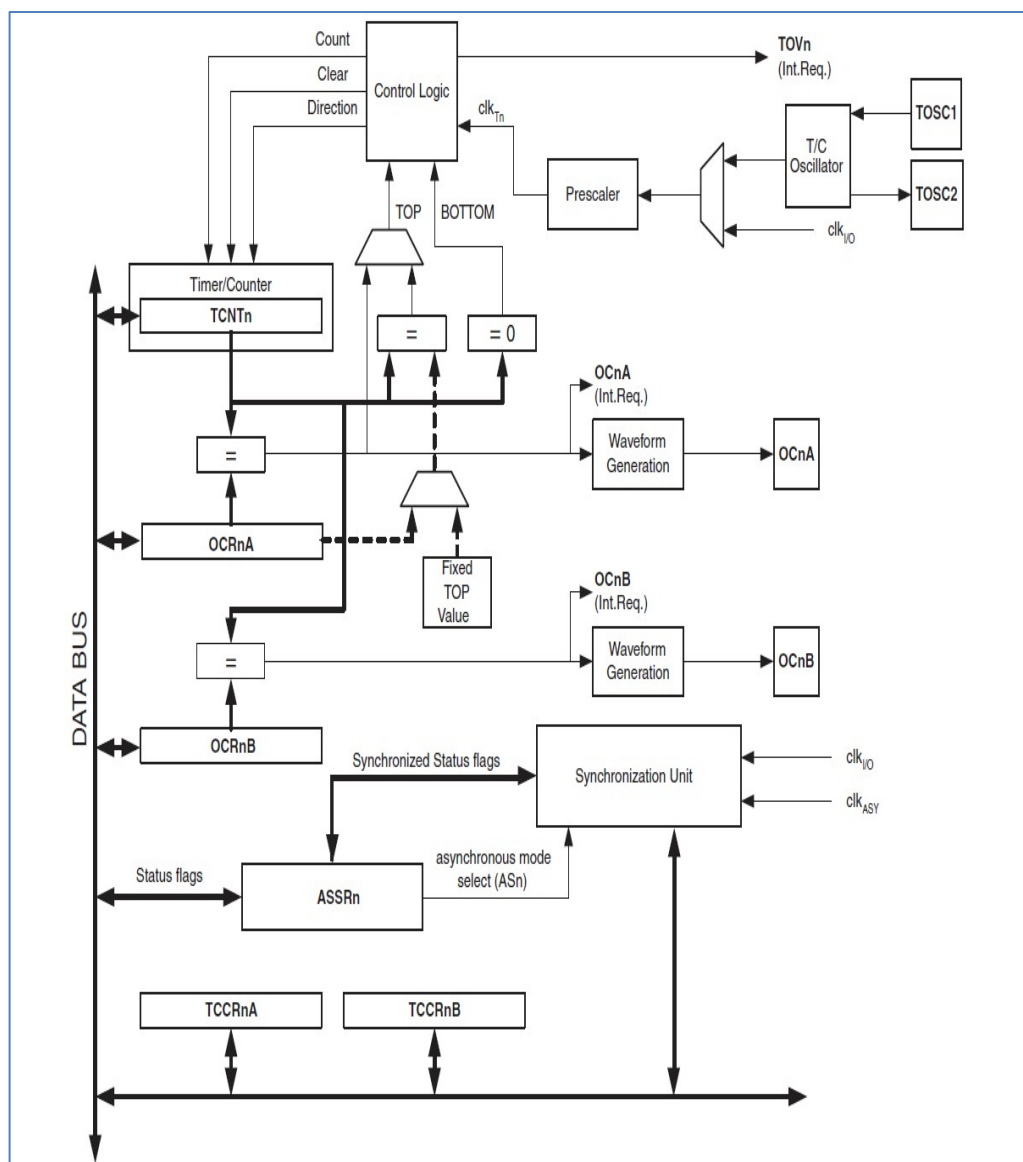 Count
Clear
Direction
Control Logic
TOVn
(Int.Req.)
clkTn
TOSC1
T/C
Oscillator
Prescaler
TOSC2
TOP
BOTTOM
clkI/O
Timer/Counter
TCNTn
=
= 0
OCnA
(Int.Req.)
=
Waveform
Generation
OCnA
OCRnA
Fixed
TOP
Value
OCnB
(Int.Req.)
=
Waveform
Generation
OCnB
DATA BUS
OCRnB
Synchronized Status flags
Synchronization Unit
clkI/O
clkASY
asynchronous mode
select (ASn)
Status flags
ASSRn
TCCRnA
TCCRnB